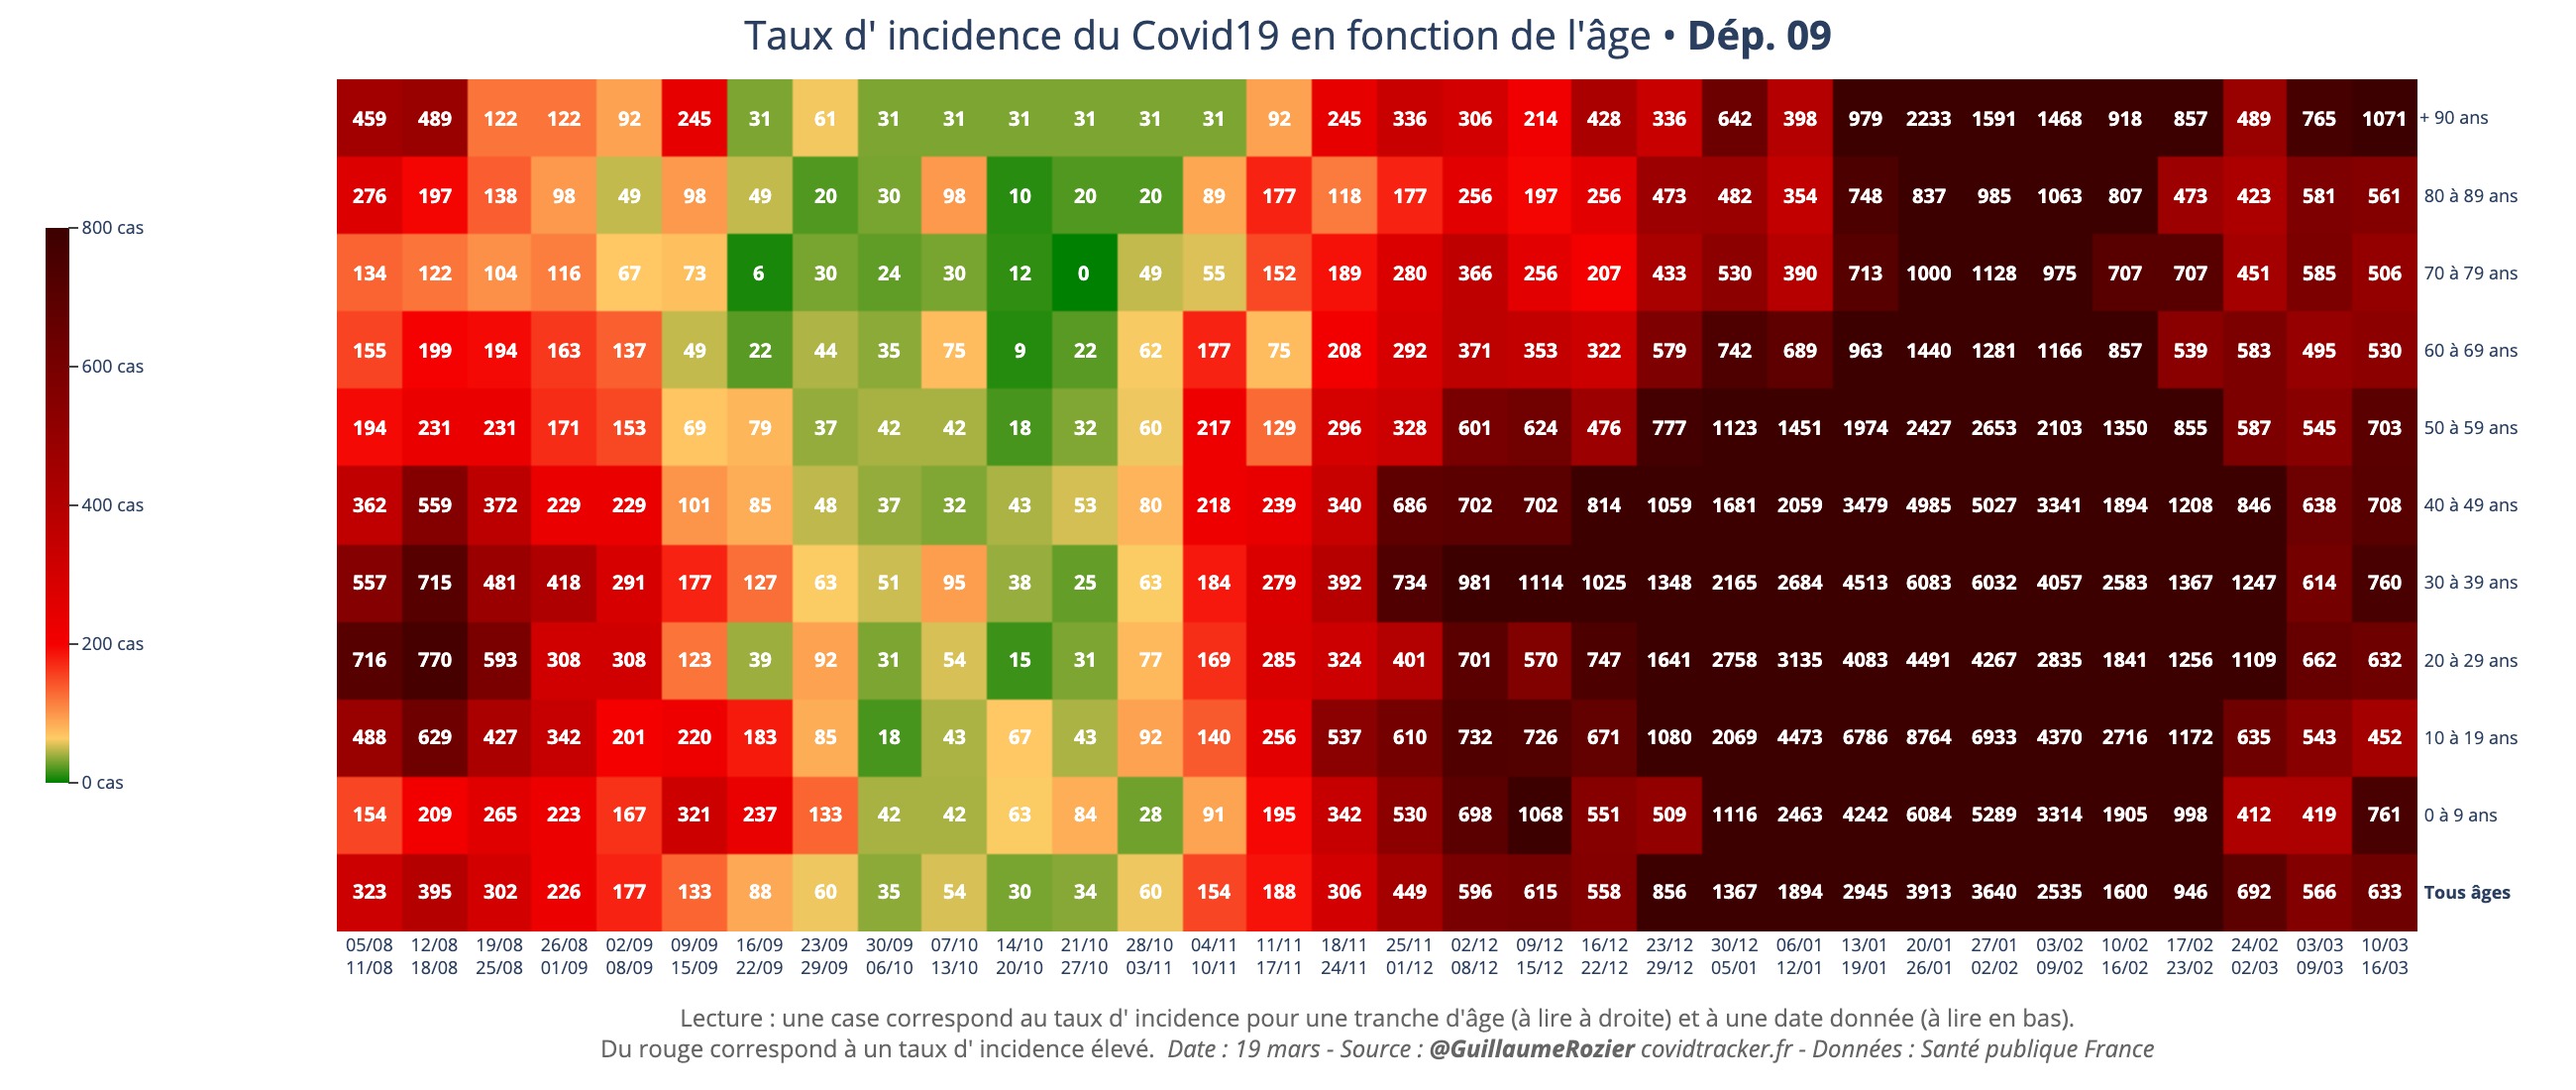 Taux d' incidence du Covid19 en fonction de l'âge • Dép. 09
459 489 122 122 92 245 31 61 31 31 31 31 31 31 92 245 336 306 214 428 336 642 398 979 2233 1591 1468 918 857 489 765 1071 + 90 ans
276 197 138 98 49 98 49 20 30 98 10 20 20 89 177 118 177 256 197 256 473 482 354 748 837 985 1063 807 473 423 581 561 80 à 89 ans
800 cas
134 122 104 116 67 73 6 30 24 30 12 0 49 55 152 189 280 366 256 207 433 530 390 713 1000 1128 975 707 707 451 585 506 70 à 79 ans
600 cas
155 199 194 163 137 49 22 44 35 75 9 22 62 177 75 208 292 371 353 322 579 742 689 963 1440 1281 1166 857 539 583 495 530 60 à 69 ans
194 231 231 171 153 69 79 37 42 42 18 32 60 217 129 296 328 601 624 476 777 1123 1451 1974 2427 2653 2103 1350 855 587 545 703 50 à 59 ans
400 cas
362 559 372 229 229 101 85 48 37 32 43 53 80 218 239 340 686 702 702 814 1059 1681 2059 3479 4985 5027 3341 1894 1208 846 638 708 40 à 49 ans
557 715 481 418 291 177 127 63 51 95 38 25 63 184 279 392 734 981 1114 1025 1348 2165 2684 4513 6083 6032 4057 2583 1367 1247 614 760 30 à 39 ans
200 cas
716 770 593 308 308 123 39 92 31 54 15 31 77 169 285 324 401 701 570 747 1641 2758 3135 4083 4491 4267 2835 1841 1256 1109 662 632 20 à 29 ans
488 629 427 342 201 220 183 85 18 43 67 43 92 140 256 537 610 732 726 671 1080 2069 4473 6786 8764 6933 4370 2716 1172 635 543 452 10 à 19 ans
0 cas
154 209 265 223 167 321 237 133 42 42 63 84 28 91 195 342 530 698 1068 551 509 1116 2463 4242 6084 5289 3314 1905 998 412 419 761 0 à 9 ans
323 395 302 226 177 133 88 60 35 54 30 34 60 154 188 306 449 596 615 558 856 1367 1894 2945 3913 3640 2535 1600 946 692 566 633 Tous âges
05/08 12/08 19/08 26/08 02/09 09/09 16/09 23/09 30/09 07/10 14/10 21/10 28/10 04/11 11/11 18/11 25/11 02/12 09/12 16/12 23/12 30/12 06/01 13/01 20/01 27/01 03/02 10/02 17/02 24/02 03/03 10/03
11/08 18/08 25/08 01/09 08/09 15/09 22/09 29/09 06/10 13/10 20/10 27/10 03/11 10/11 17/11 24/11 01/12 08/12 15/12 22/12 29/12 05/01 12/01 19/01 26/01 02/02 09/02 16/02 23/02 02/03 09/03 16/03
Lecture : une case correspond au taux d' incidence pour une tranche d'âge (à lire à droite) et à une date donnée (à lire en bas).
Du rouge correspond à un taux d' incidence élevé. Date : 19 mars - Source : @GuillaumeRozier covidtracker.fr - Données : Santé publique France